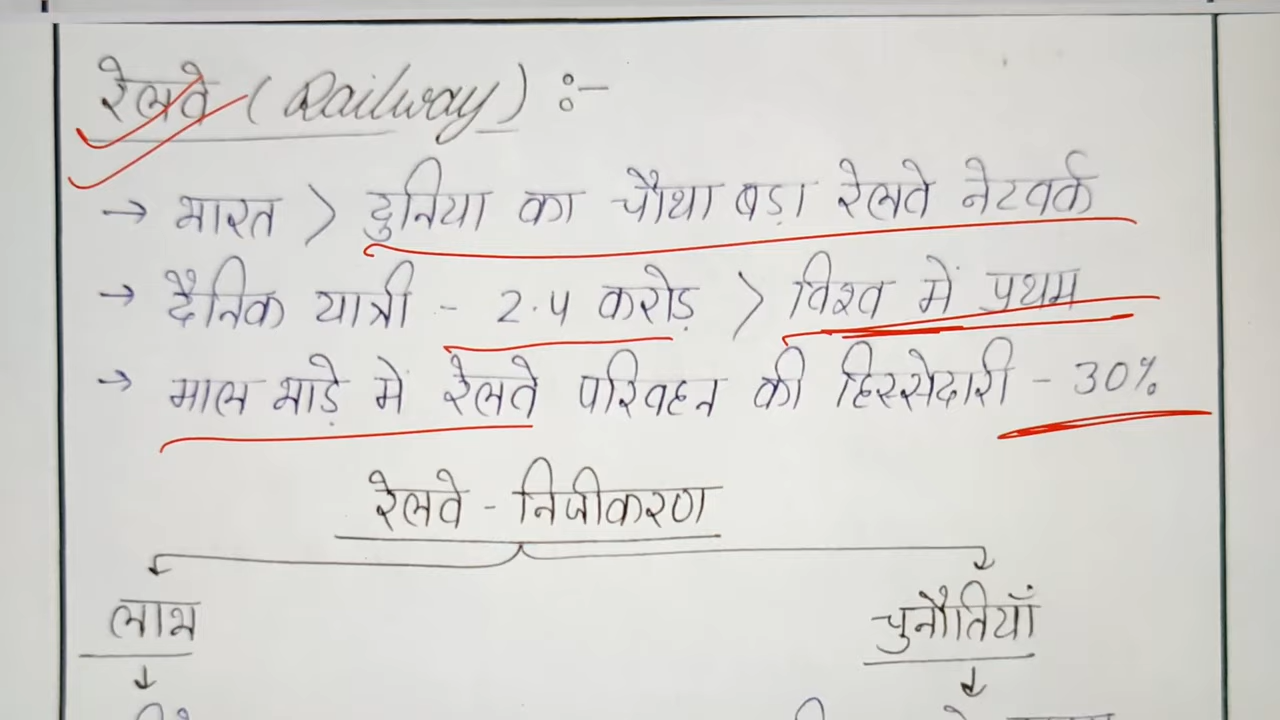 रेलवे (Railway) :-
→ भारत > दुनिया का चौथा बड़ा रेलवे नेटवर्क
→ दैनिक यात्री - 2.4 करोड़ > विश्व में प्रथम
→ माल भाड़े में रेलवे परिवहन की हिस्सेदारी - 30%
रेलवे - निजीकरण
लाभ चुनौतियाँ